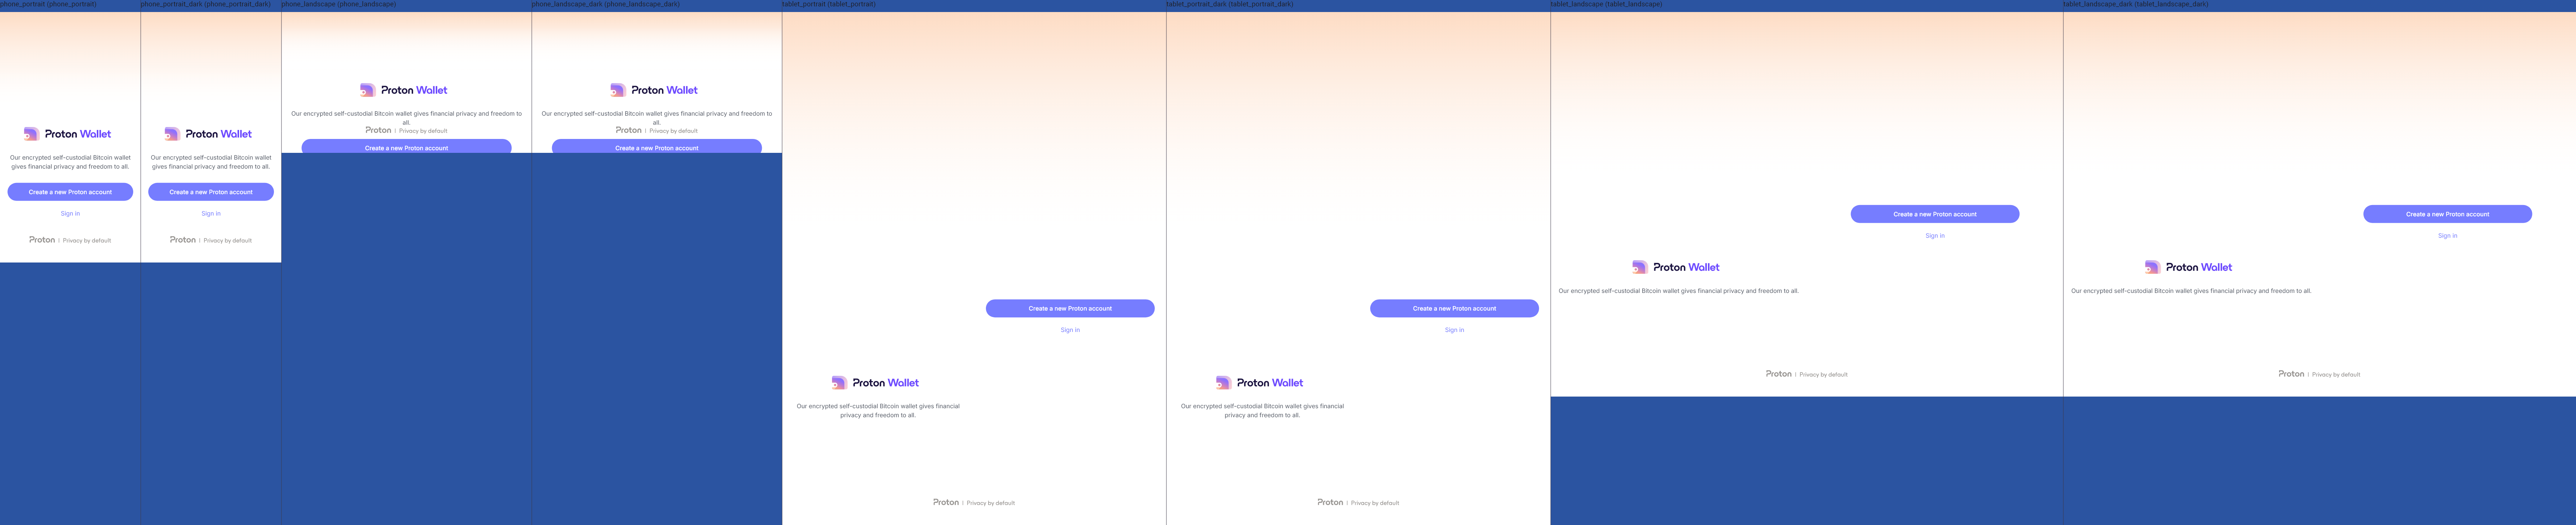 phone_portrait (phone_portrait)
Proton Wallet
Our encrypted self-custodial Bitcoin wallet
gives financial privacy and freedom to all.
Create a new Proton account
Sign in
Proton | Privacy by default
phone_portrait_dark (phone_portrait_dark)
Proton Wallet
Our encrypted self-custodial Bitcoin wallet
gives financial privacy and freedom to all.
Create a new Proton account
Sign in
Proton | Privacy by default
phone_landscape (phone_landscape)
Proton Wallet
Our encrypted self-custodial Bitcoin wallet gives financial privacy and freedom to
all.
Proton | Privacy by default
Create a new Proton account
phone_landscape_dark (phone_landscape_dark)
Proton Wallet
Our encrypted self-custodial Bitcoin wallet gives financial privacy and freedom to
all.
Proton | Privacy by default
Create a new Proton account
tablet_portrait (tablet_portrait)
Create a new Proton account
Sign in
Proton Wallet
Our encrypted self-custodial Bitcoin wallet gives financial
privacy and freedom to all.
Proton | Privacy by default
tablet_portrait_dark (tablet_portrait_dark)
Create a new Proton account
Sign in
Proton Wallet
Our encrypted self-custodial Bitcoin wallet gives financial
privacy and freedom to all.
Proton | Privacy by default
tablet_landscape (tablet_landscape)
Create a new Proton account
Sign in
Proton Wallet
Our encrypted self-custodial Bitcoin wallet gives financial privacy and freedom to all.
Proton | Privacy by default
tablet_landscape_dark (tablet_landscape_dark)
Create a new Proton account
Sign in
Proton Wallet
Our encrypted self-custodial Bitcoin wallet gives financial privacy and freedom to all.
Proton | Privacy by default